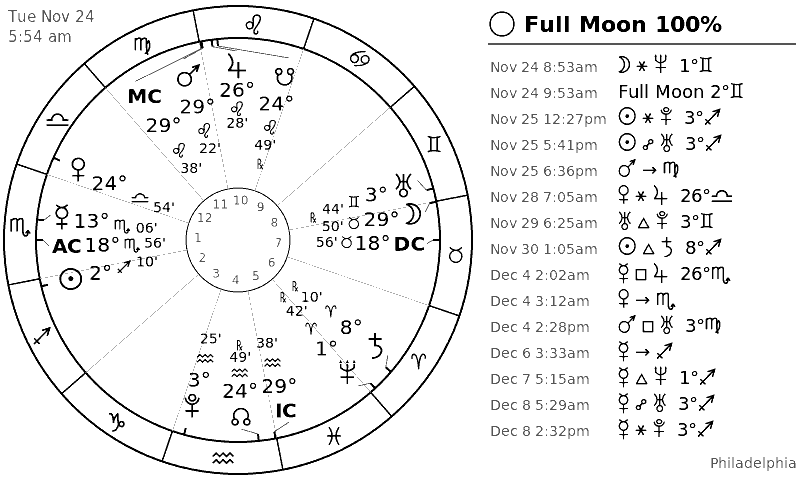 Tue Nov 24
5:54 am
Full Moon 100%
Nov 24 8:53am ☽ ⚹ ♆ 1°♊
Nov 24 9:53am Full Moon 2°♊
Nov 25 12:27pm ☉ ⚹ ♇ 3°♐
Nov 25 5:41pm ☉ ☍ ♅ 3°♐
Nov 25 6:36pm ♂ → ♍
Nov 28 7:05am ♀ ⚹ ♃ 26°♎
Nov 29 6:25am ♅ △ ♇ 3°♊
Nov 30 1:05am ☉ △ ♄ 8°♐
Dec 4 2:02am ☿ □ ♃ 26°♏
Dec 4 3:12am ♀ → ♏
Dec 4 2:28pm ♂ □ ♅ 3°♍
Dec 6 3:33am ☿ → ♐
Dec 7 5:15am ☿ △ ♆ 1°♐
Dec 8 5:29am ☿ ☍ ♅ 3°♐
Dec 8 2:32pm ☿ ⚹ ♇ 3°♐
Philadelphia
♍ ♌ ♋ ♊ ♉ ♈ ♓ ♒ ♑ ♐ ♏ ♎
MC 29° ♌ 38'
♂ 29° ♌ 22'
♃ 26° ♌ 28'
☋ 24° ♌ 49' ℞
♀ 24° ♎ 54'
☿ 13° ♏ 06'
AC 18° ♏ 56'
☉ 2° ♐ 10'
♅ 3° ♊ 44' ℞
☽ 29° ♉ 50'
DC 18° ♉ 56'
♄ 8° ♈ 10' ℞
♆ 1° ♈ 42' ℞
♇ 3° ♒ 25'
☊ 24° ♒ 49' ℞
IC 29° ♒ 38'
1 2 3 4 5 6 7 8 9 10 11 12